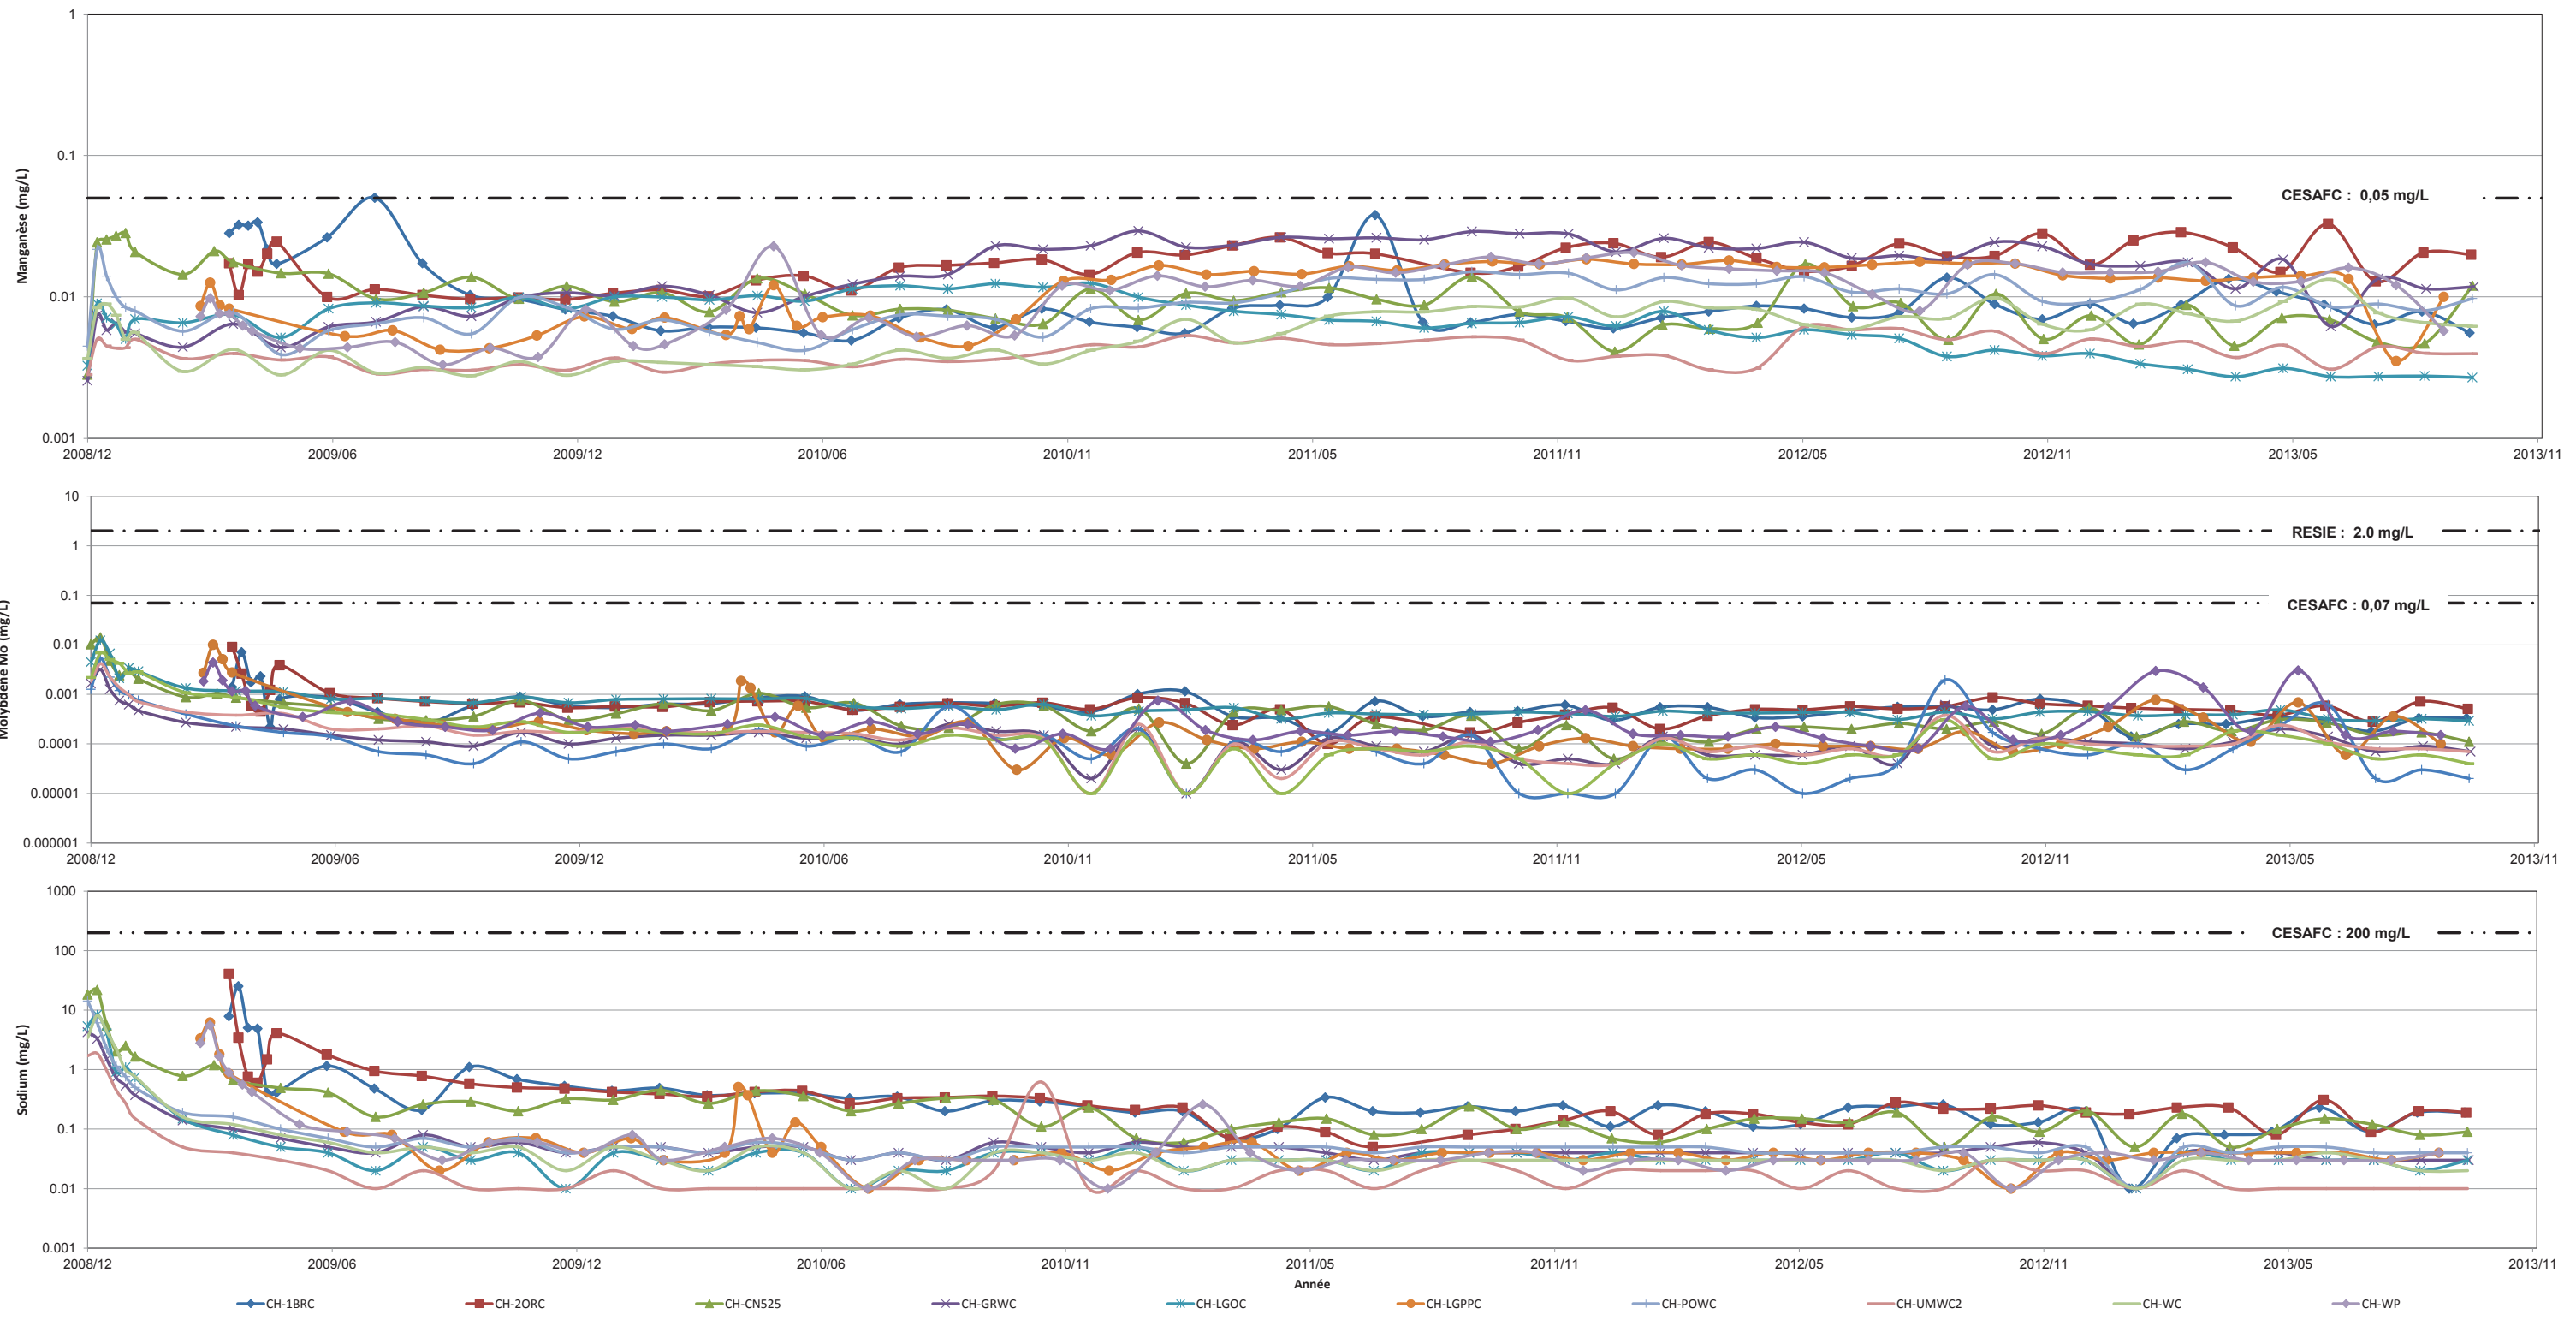 Manganèse (mg/L)
1
0.1
0.01
0.001
CESAFC : 0,05 mg/L
2008/12 2009/06 2009/12 2010/06 2010/11 2011/05 2011/11 2012/05 2012/11 2013/05 2013/11
Molybdène Mo (mg/L)
10
1
0.1
0.01
0.001
0.0001
0.00001
0.000001
RESIE : 2.0 mg/L
CESAFC : 0,07 mg/L
2008/12 2009/06 2009/12 2010/06 2010/11 2011/05 2011/11 2012/05 2012/11 2013/05 2013/11
Sodium (mg/L)
1000
100
10
1
0.1
0.01
0.001
CESAFC : 200 mg/L
2008/12 2009/06 2009/12 2010/06 2010/11 2011/05 2011/11 2012/05 2012/11 2013/05 2013/11
Année
CH-1BRC CH-2ORC CH-CN525 CH-GRWC CH-LGOC CH-LGPPC CH-POWC CH-UMWC2 CH-WC CH-WP